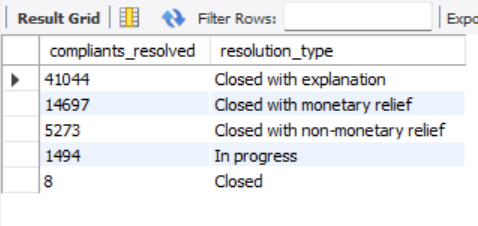 Result Grid Filter Rows: Expo
compliants_resolved resolution_type
41044 Closed with explanation
14697 Closed with monetary relief
5273 Closed with non-monetary relief
1494 In progress
8 Closed